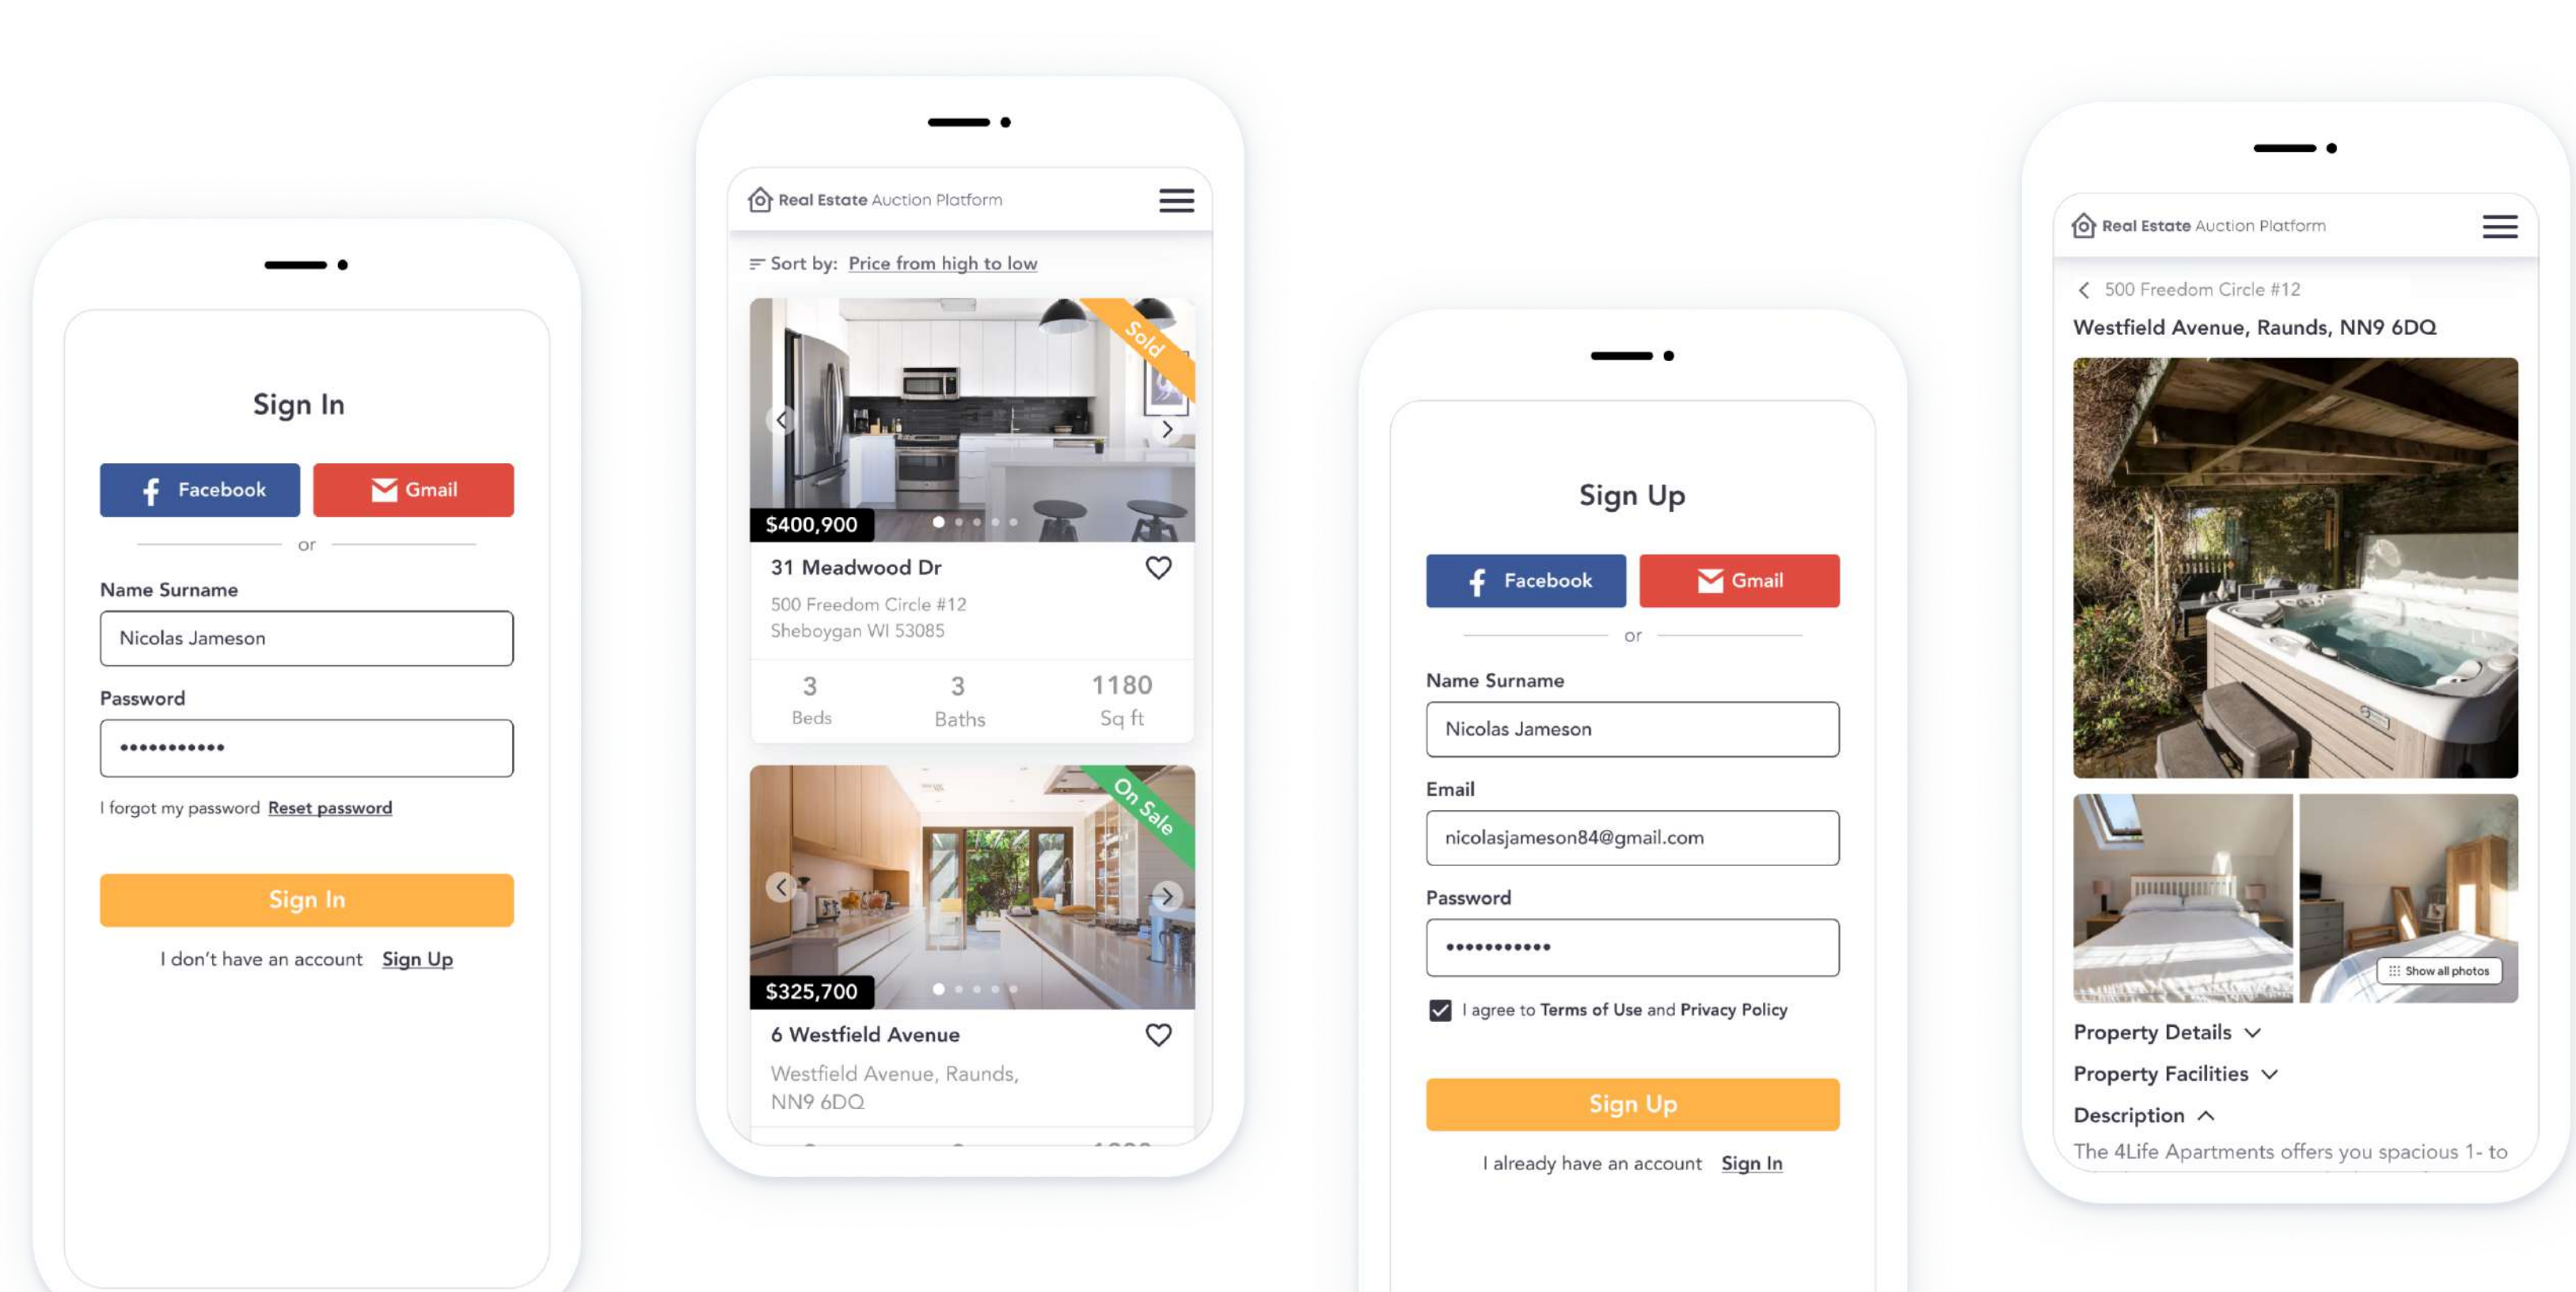 Sign In
Facebook
Gmail
or
Name Surname
Nicolas Jameson
Password
•••••••••••
I forgot my password Reset password
Sign In
I don't have an account Sign Up
Real Estate Auction Platform
Sort by: Price from high to low
Sold
$400,900
31 Meadwood Dr
500 Freedom Circle #12
Sheboygan WI 53085
3 3 1180
Beds Baths Sq ft
On Sale
$325,700
6 Westfield Avenue
Westfield Avenue, Raunds,
NN9 6DQ
Sign Up
Facebook
Gmail
or
Name Surname
Nicolas Jameson
Email
nicolasjameson84@gmail.com
Password
•••••••••••
I agree to Terms of Use and Privacy Policy
Sign Up
I already have an account Sign In
Real Estate Auction Platform
500 Freedom Circle #12
Westfield Avenue, Raunds, NN9 6DQ
Show all photos
Property Details
Property Facilities
Description
The 4Life Apartments offers you spacious 1- to